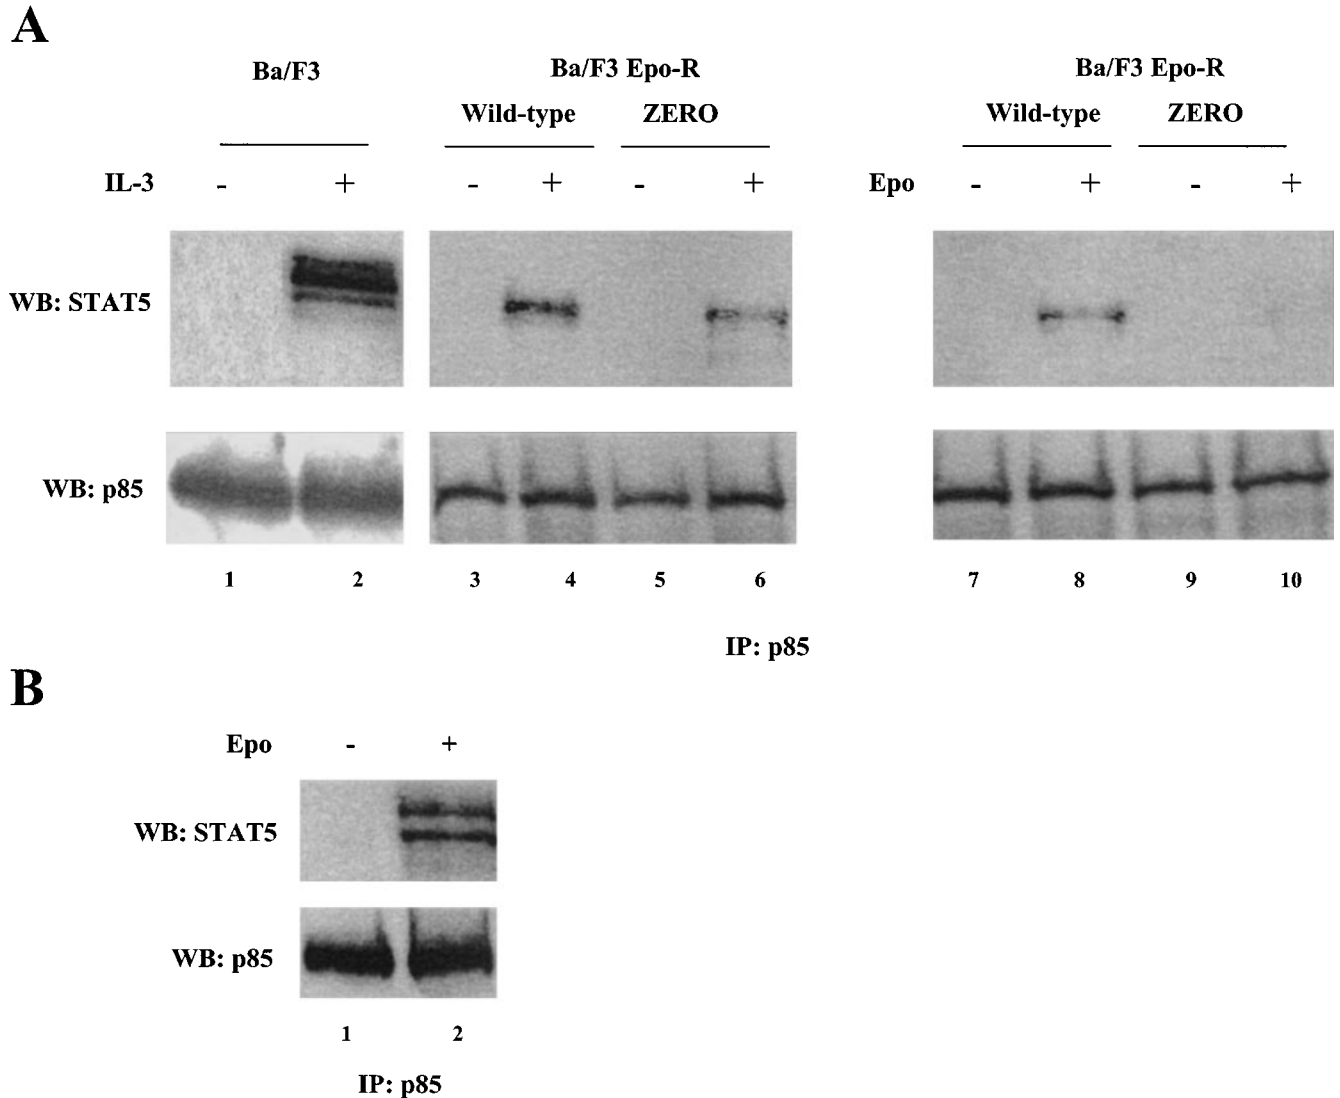 A
Ba/F3 Ba/F3 Epo-R Ba/F3 Epo-R
Wild-type ZERO Wild-type ZERO
IL-3 - + - + - + Epo - + - +
WB: STAT5
WB: p85
1 2 3 4 5 6 7 8 9 10
IP: p85
B
Epo - +
WB: STAT5
WB: p85
1 2
IP: p85